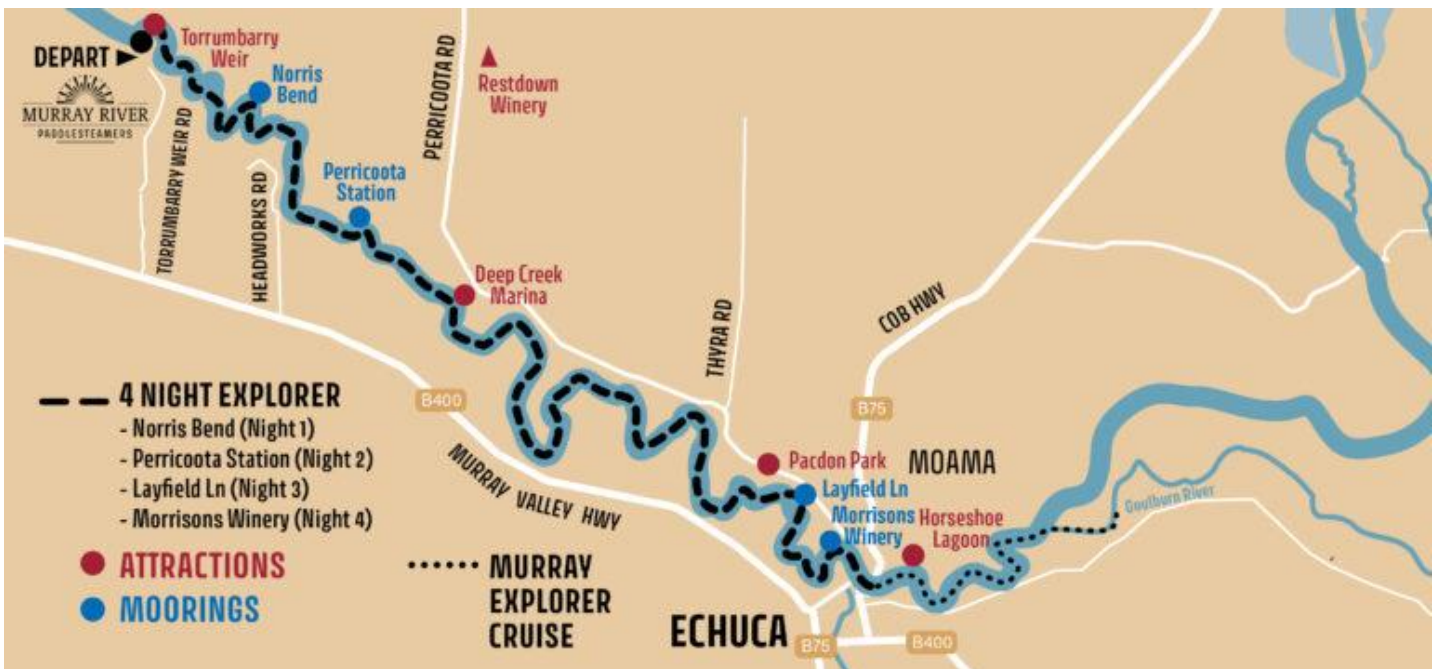 Torrumbarry
Weir
DEPART
MURRAY RIVER
PADDLESTEAMERS
Norris
Bend
PERRICOOTA RD
Restdown
Winery
TORRUMBARRY WEIR RD
HEADWORKS RD
Perricoota
Station
Deep Creek
Marina
THYRA RD
COB HWY
B400
B75
MURRAY VALLEY HWY
4 NIGHT EXPLORER
- Norris Bend (Night 1)
- Perricoota Station (Night 2)
- Layfield Ln (Night 3)
- Morrisons Winery (Night 4)
ATTRACTIONS
MOORINGS
MURRAY
EXPLORER
CRUISE
Pacdon Park
MOAMA
Layfield Ln
Morrisons
Winery
Horseshoe
Lagoon
Goulburn River
ECHUCA
B75
B400